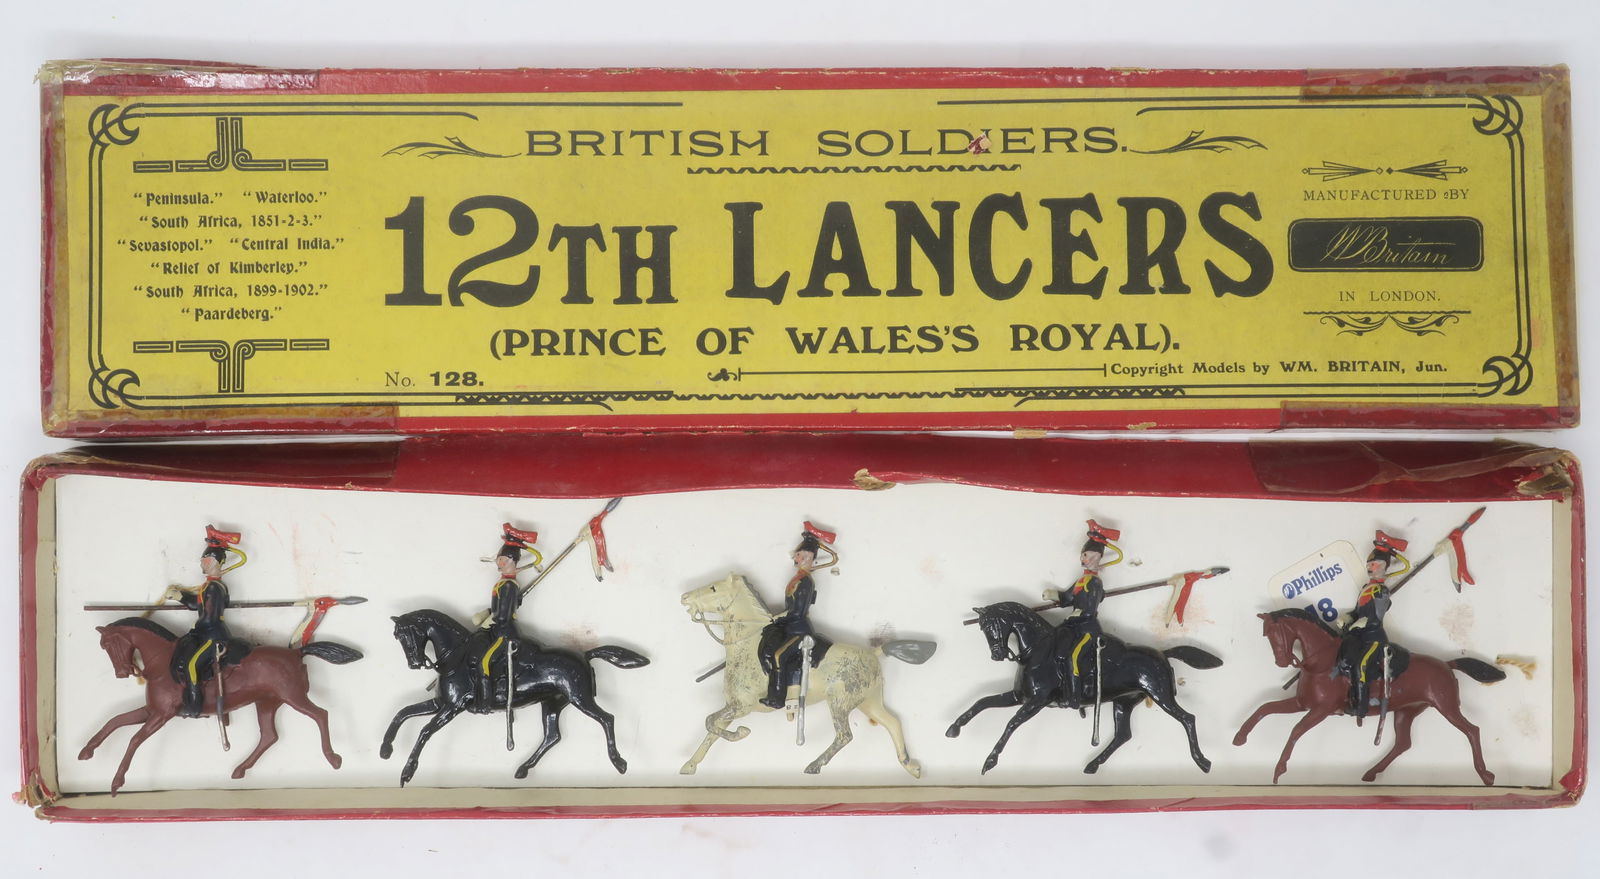 BRITISH SOLDIERS.
"Peninsula." "Waterloo."
"South Africa, 1851-2-3."
"Sevastopol." "Central India."
"Relief of Kimberley."
"South Africa, 1899-1902."
"Paardeberg."
12TH LANCERS
(PRINCE OF WALES'S ROYAL).
No. 128.
MANUFACTURED BY
W Britain
IN LONDON.
Copyright Models by WM. BRITAIN, Jun.
Phillips
18